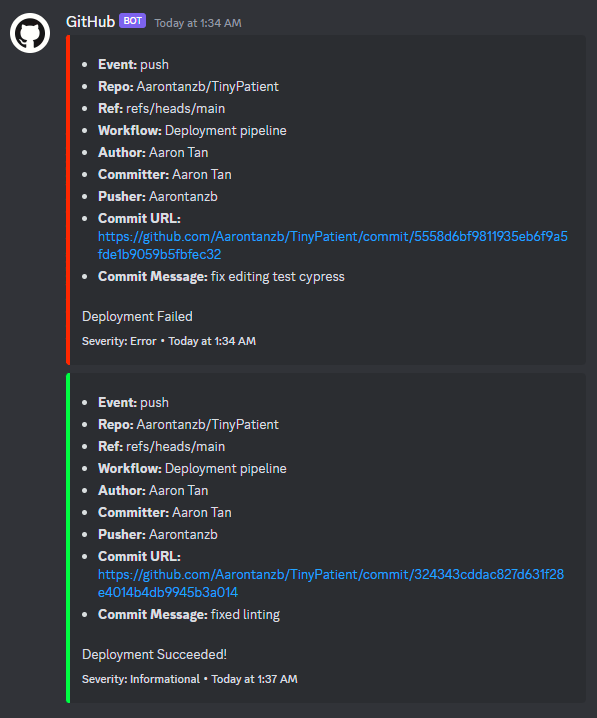 GitHub BOT Today at 1:34 AM
Event: push
Repo: Aarontanzb/TinyPatient
Ref: refs/heads/main
Workflow: Deployment pipeline
Author: Aaron Tan
Committer: Aaron Tan
Pusher: Aarontanzb
Commit URL:
https://github.com/Aarontanzb/TinyPatient/commit/5558d6bf9811935eb6f9a5
fde1b9059b5fbfec32
Commit Message: fix editing test cypress
Deployment Failed
Severity: Error • Today at 1:34 AM
Event: push
Repo: Aarontanzb/TinyPatient
Ref: refs/heads/main
Workflow: Deployment pipeline
Author: Aaron Tan
Committer: Aaron Tan
Pusher: Aarontanzb
Commit URL:
https://github.com/Aarontanzb/TinyPatient/commit/324343cddac827d631f28
e4014b4db9945b3a014
Commit Message: fixed linting
Deployment Succeeded!
Severity: Informational • Today at 1:37 AM